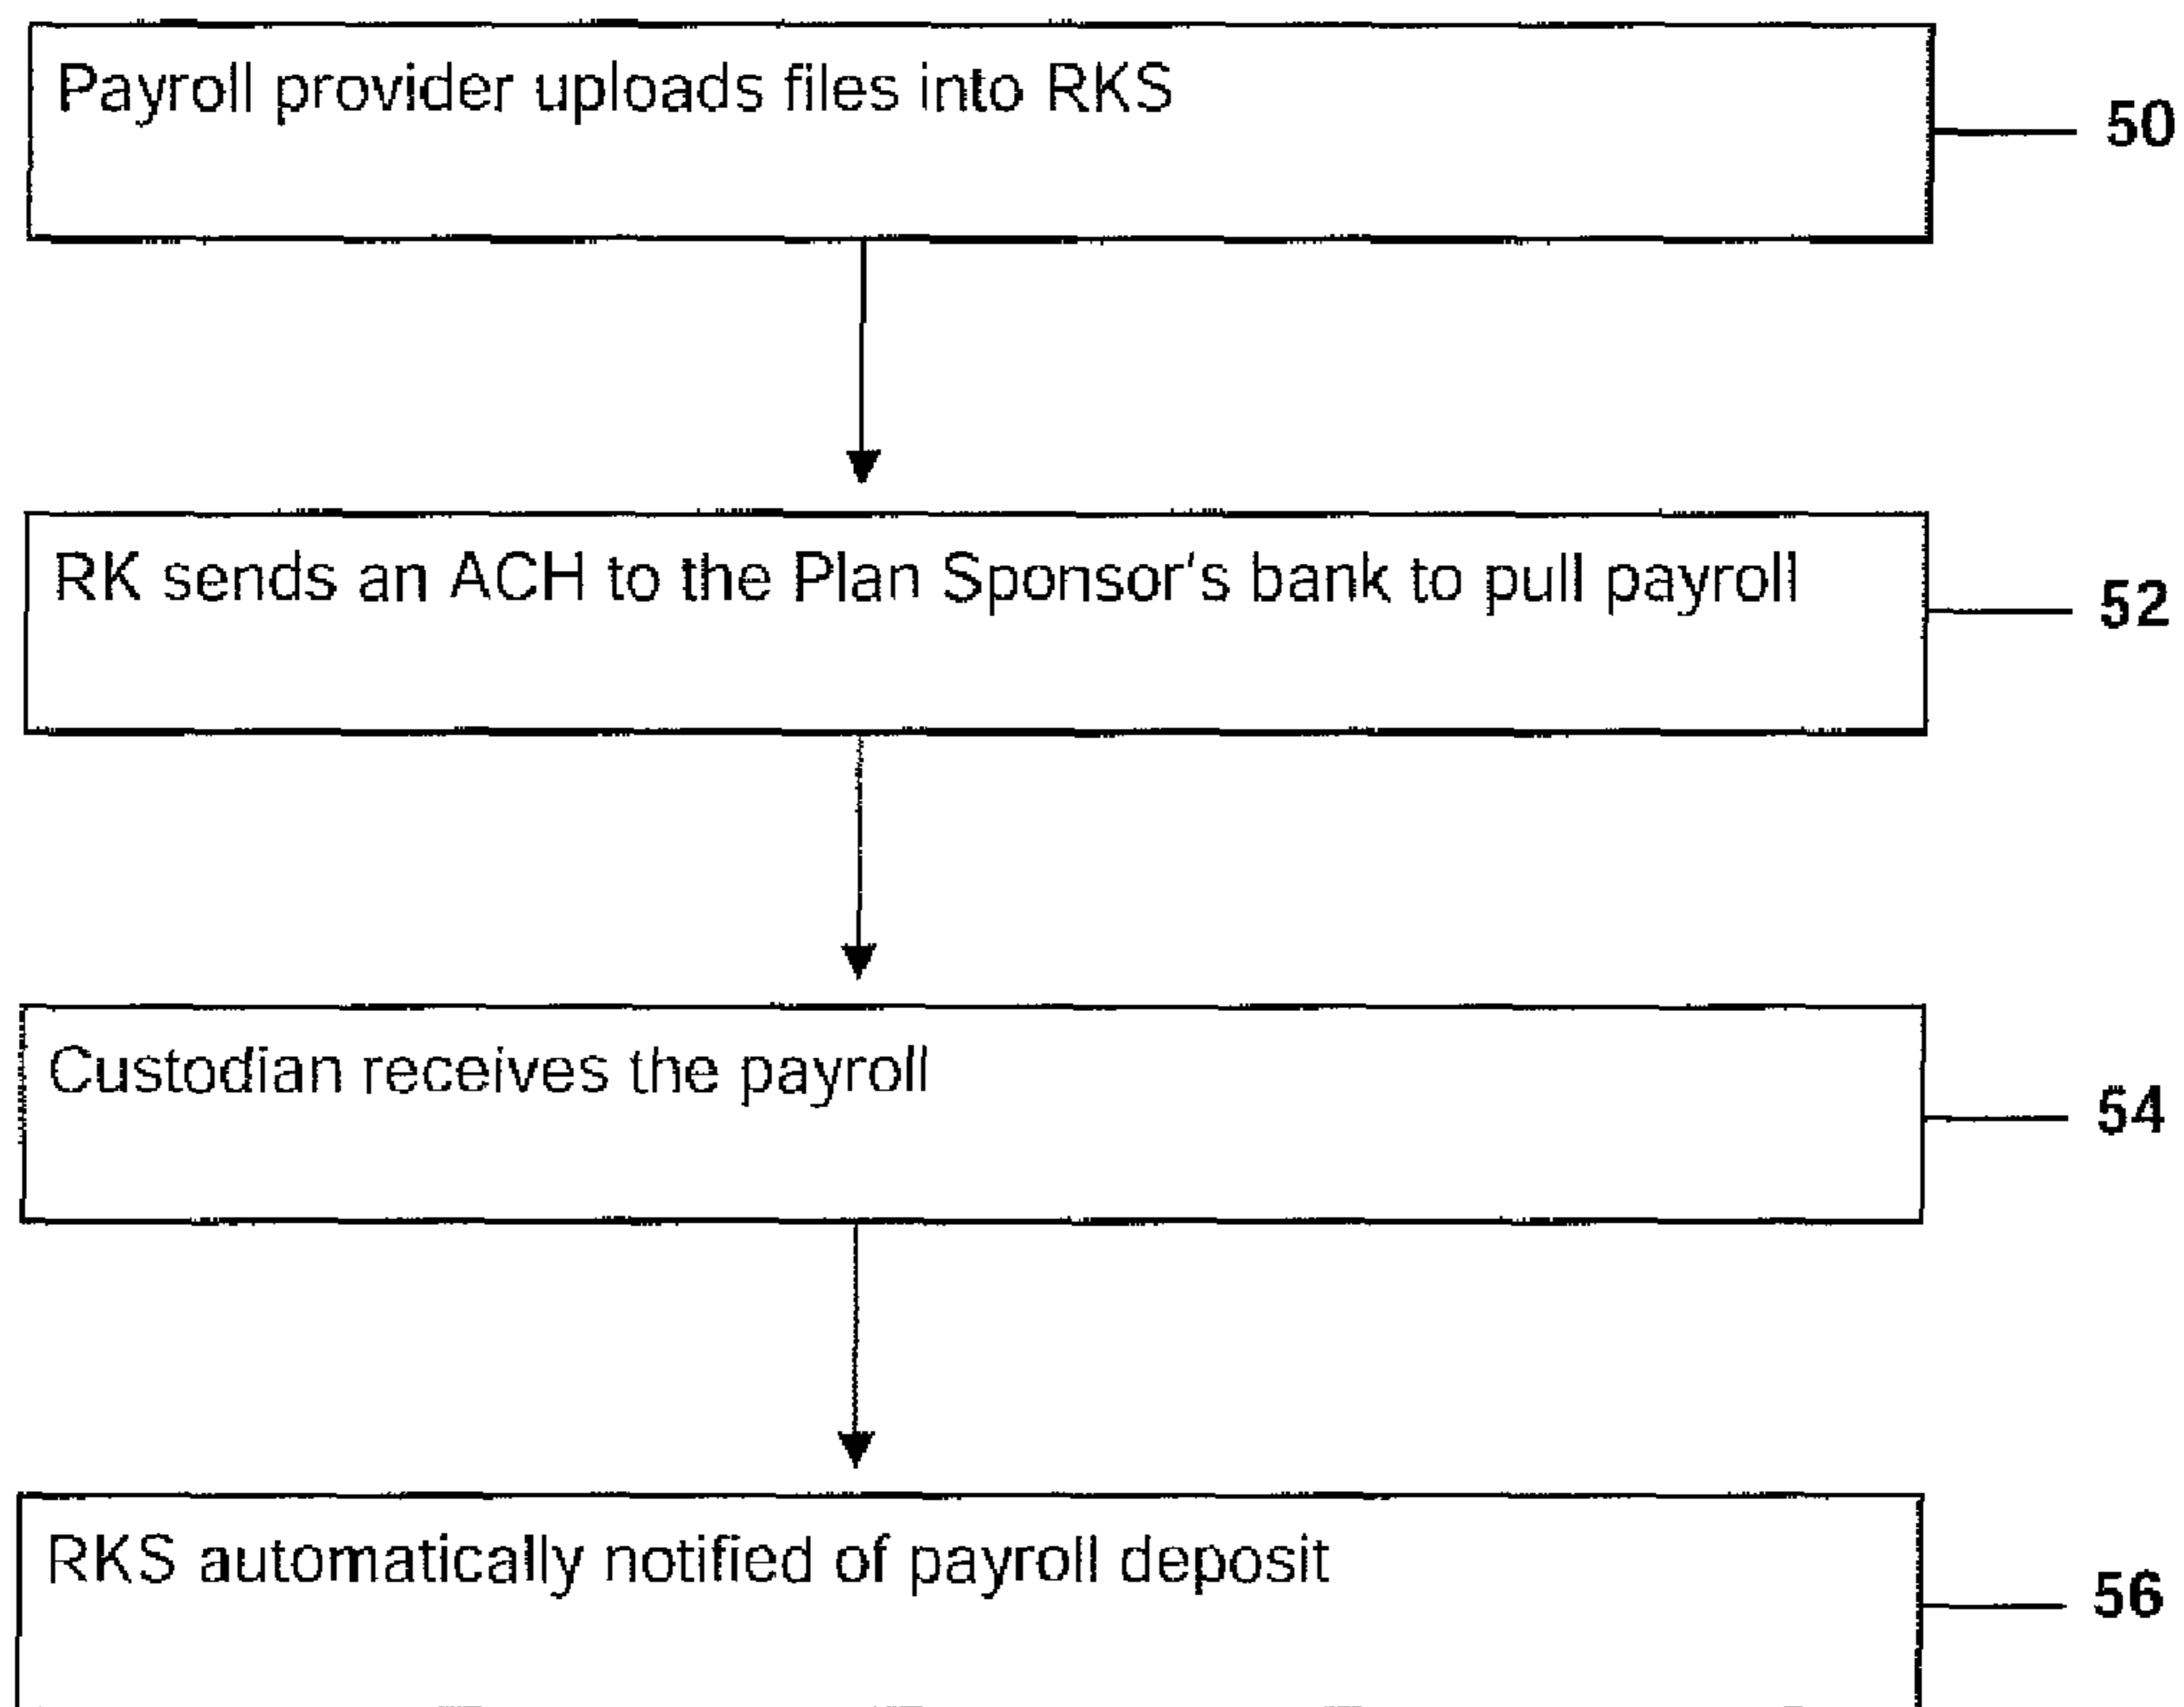 Payroll provider uploads files into RKS
50
RK sends an ACH to the Plan Sponsor's bank to pull payroll
52
Custodian receives the payroll
54
RKS automatically notified of payroll deposit
56